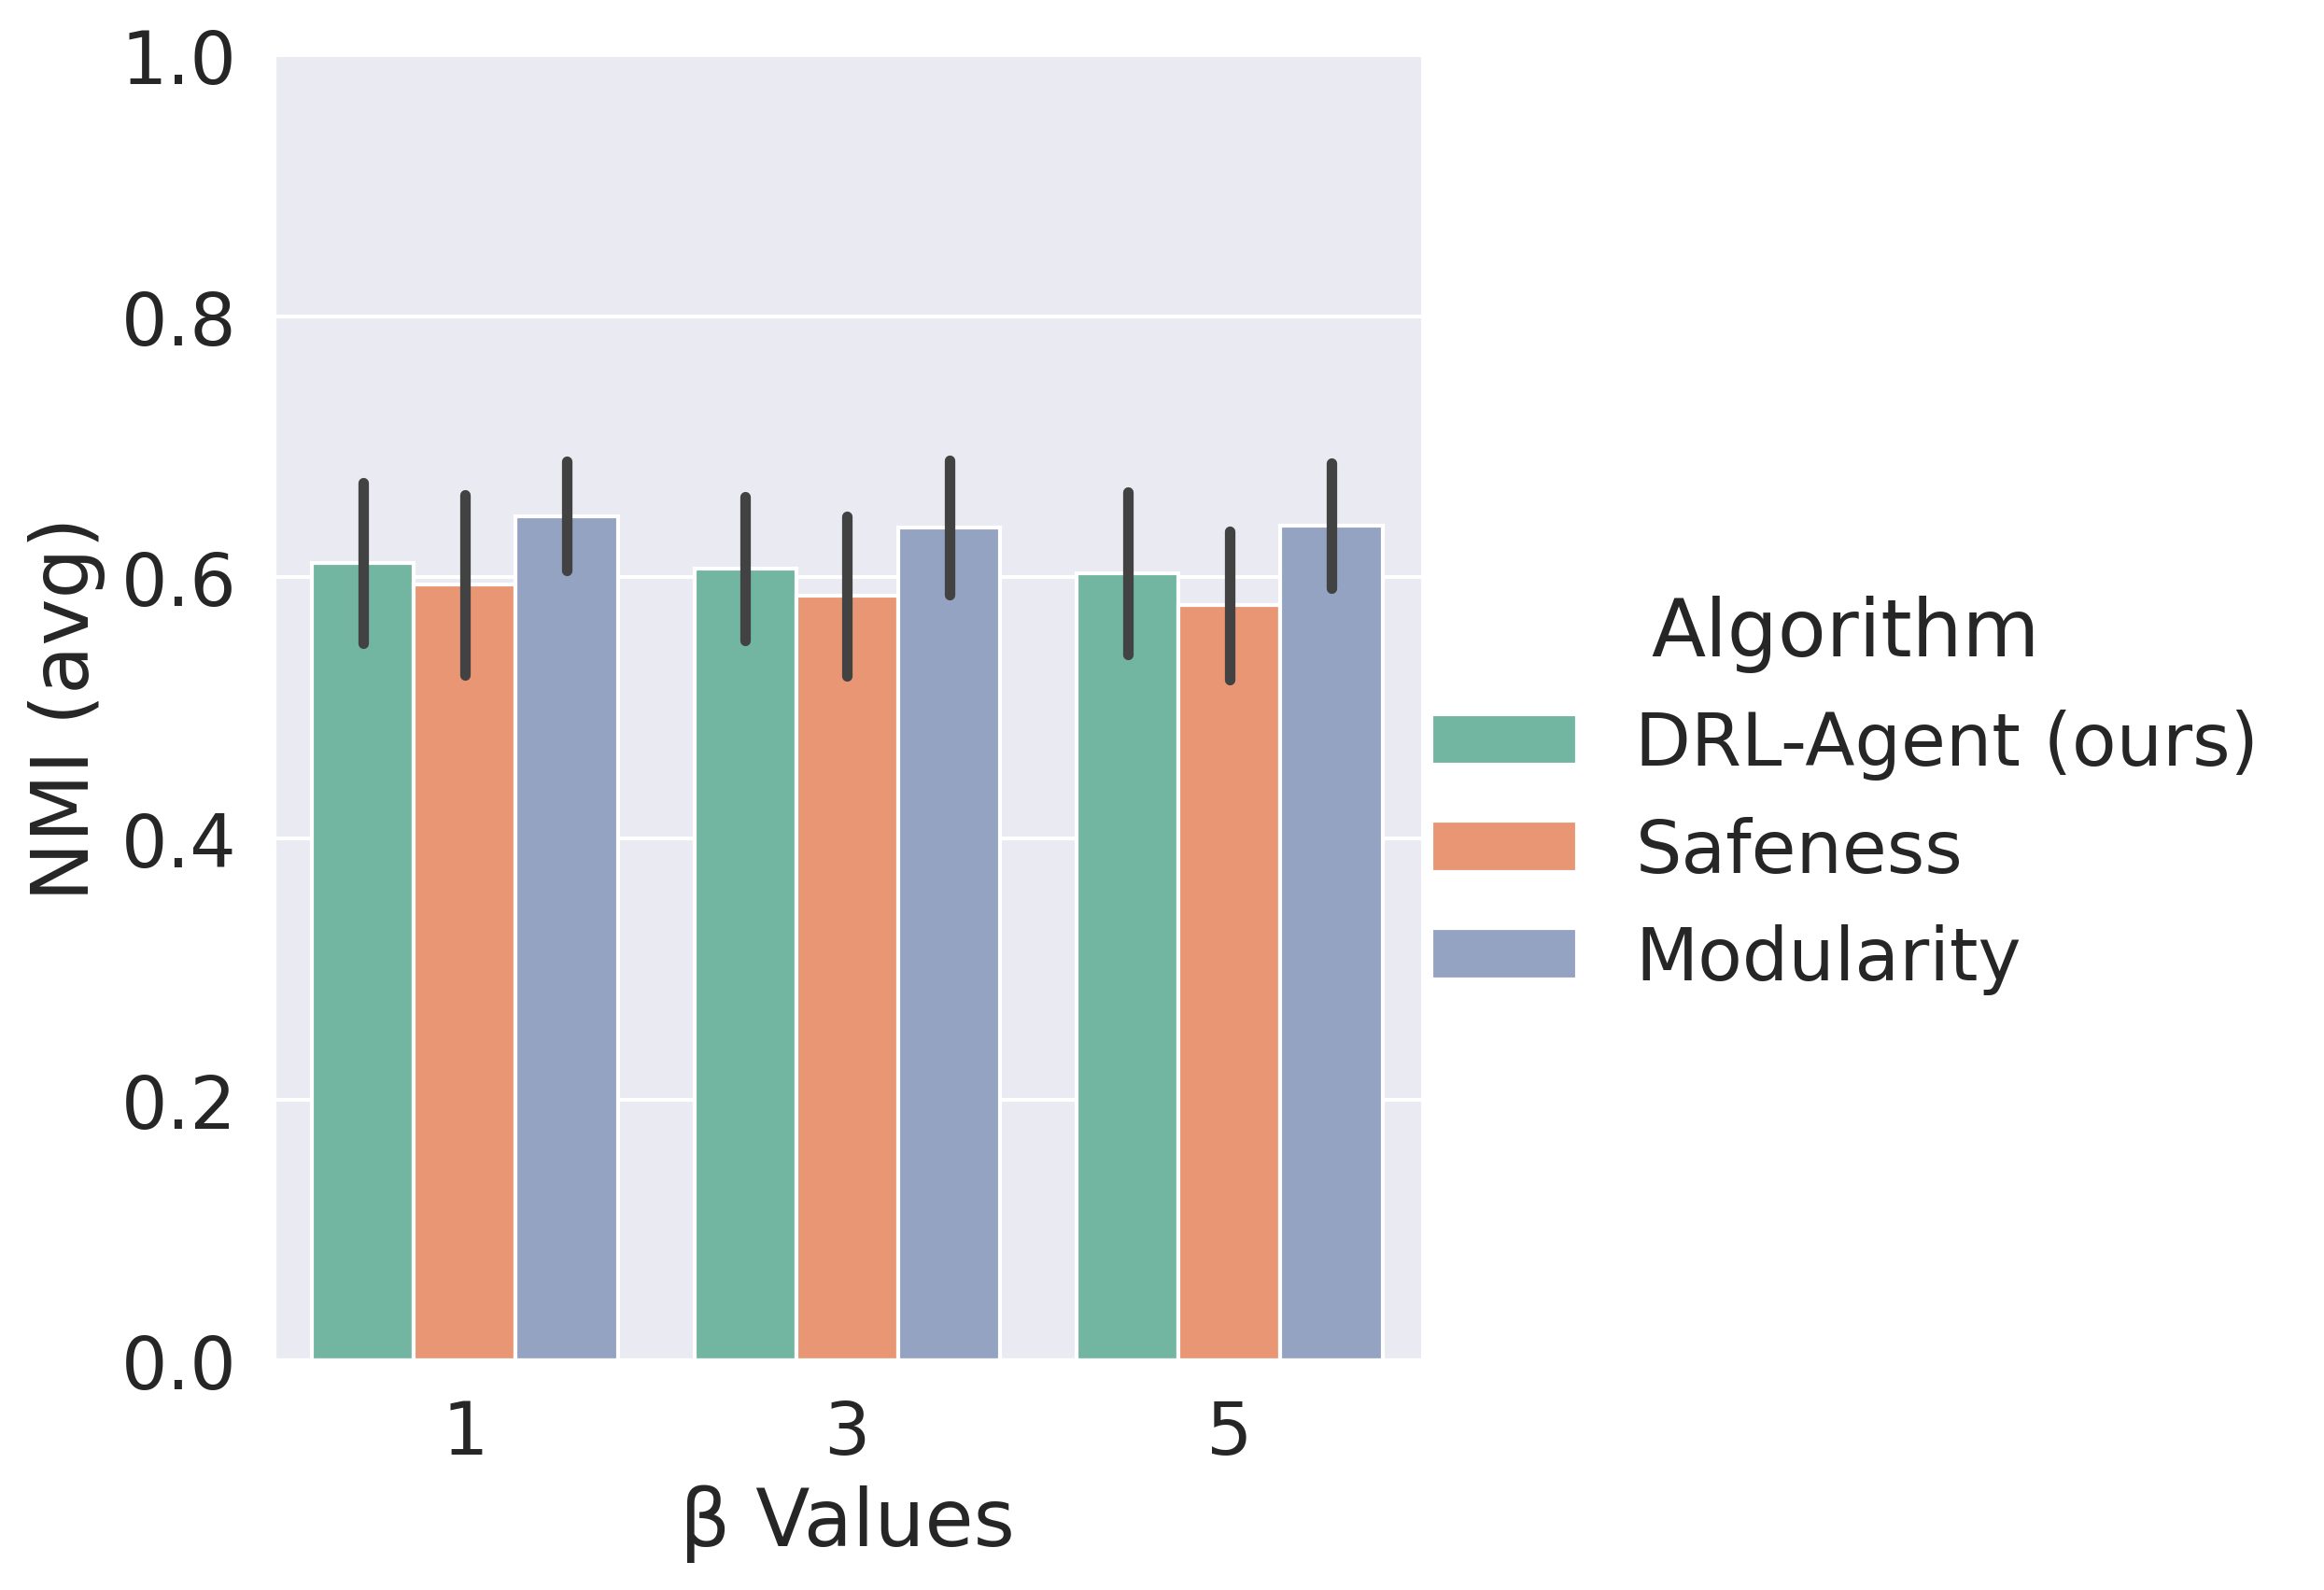 1.0
0.8
0.6
0.4
0.2
0.0
NMI (avg)
1 3 5
β Values
Algorithm
DRL-Agent (ours)
Safeness
Modularity